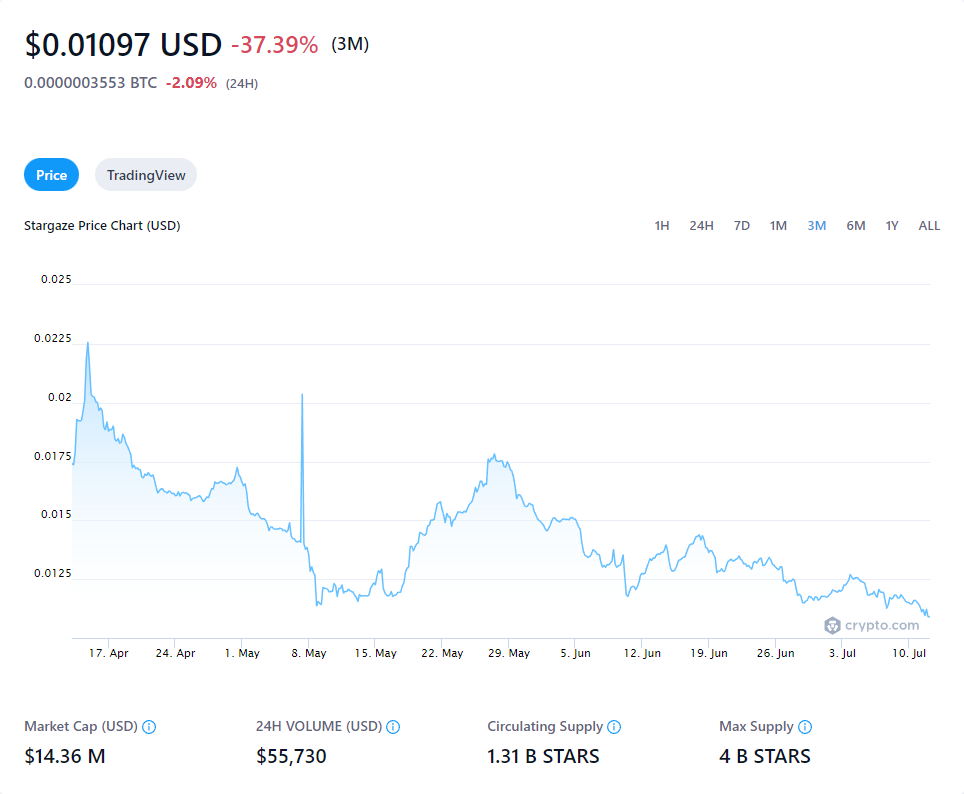 $0.01097 USD -37.39% (3M)
0.0000003553 BTC -2.09% (24H)
Price TradingView
Stargaze Price Chart (USD) 1H 24H 7D 1M 3M 6M 1Y ALL
0.025
0.0225
0.02
0.0175
0.015
0.0125
crypto.com
17. Apr 24. Apr 1. May 8. May 15. May 22. May 29. May 5. Jun 12. Jun 19. Jun 26. Jun 3. Jul 10. Jul
Market Cap (USD) 24H VOLUME (USD) Circulating Supply Max Supply
$14.36 M $55,730 1.31 B STARS 4 B STARS